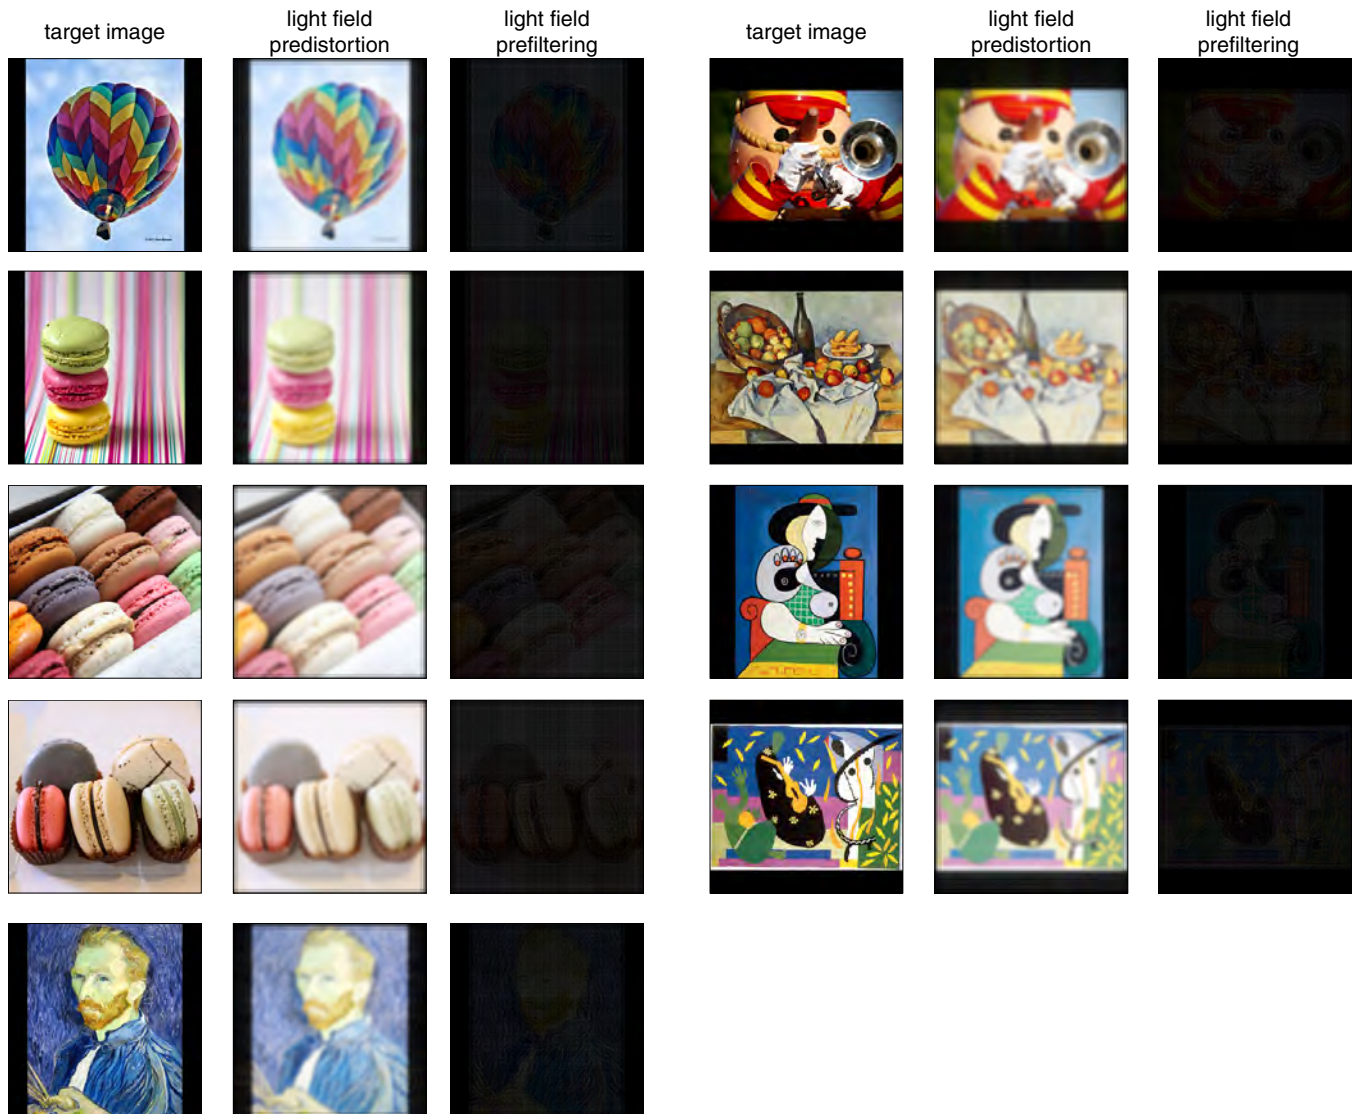 target image
light field
predistortion
light field
prefiltering
target image
light field
predistortion
light field
prefiltering